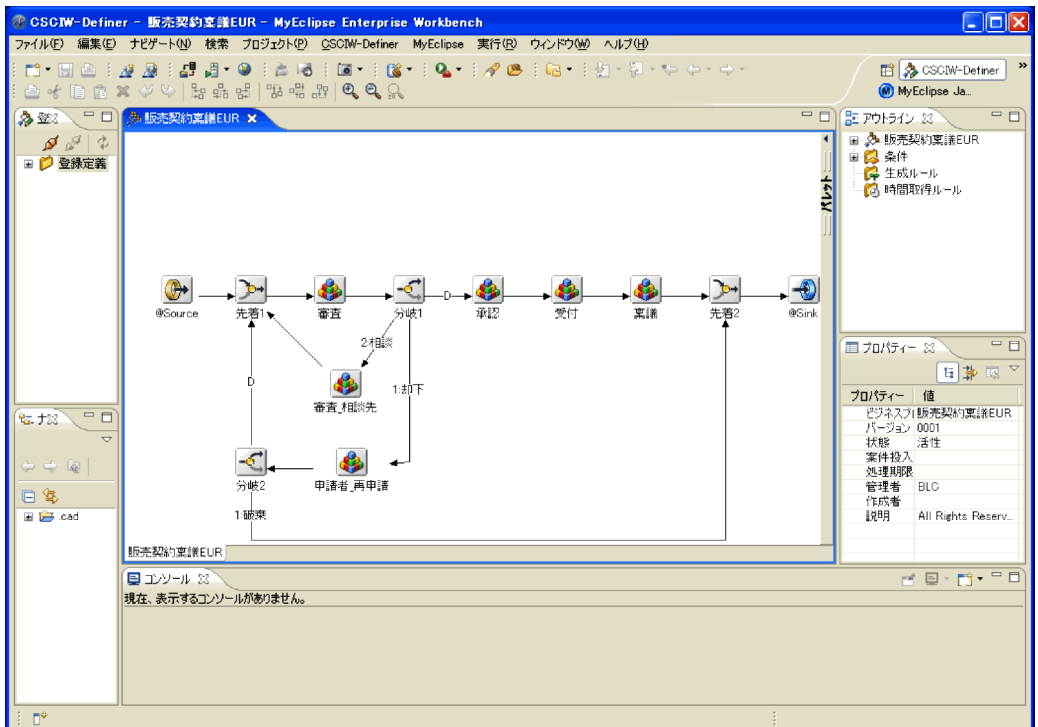 CSCIW-Definer - 販売契約稟議EUR - MyEclipse Enterprise Workbench
ファイル(F) 編集(E) ナビゲート(N) 検索 プロジェクト(P) CSCIW-Definer MyEclipse 実行(R) ウィンドウ(W) ヘルプ(H)
CSCIW-Definer
MyEclipse Ja...
登
登録定義
販売契約稟議EUR
パレット
@Source
先着1
審査
分岐1
D
承認
受付
稟議
先着2
@Sink
2:相談
審査_相談先
1:却下
D
分岐2
申請者_再申請
1:破棄
販売契約稟議EUR
アウトライン
販売契約稟議EUR
条件
生成ルール
時間取得ルール
プロパティー
プロパティー 値
ビジネスプ 販売契約稟議EUR
バージョン 0001
状態 活性
案件投入
処理期限
管理者 BLC
作成者
説明 All Rights Reserv...
ナ
.cad
コンソール
現在、表示するコンソールがありません。